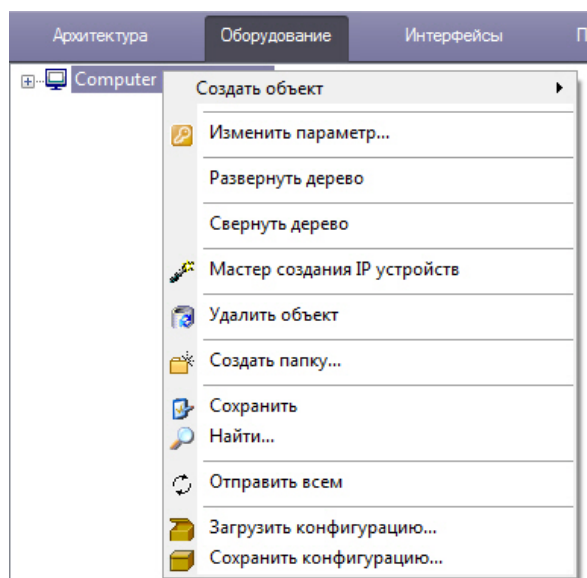 Архитектура Оборудование Интерфейсы П
Computer
Создать объект
Изменить параметр...
Развернуть дерево
Свернуть дерево
Мастер создания IP устройств
Удалить объект
Создать папку...
Сохранить
Найти...
Отправить всем
Загрузить конфигурацию...
Сохранить конфигурацию...